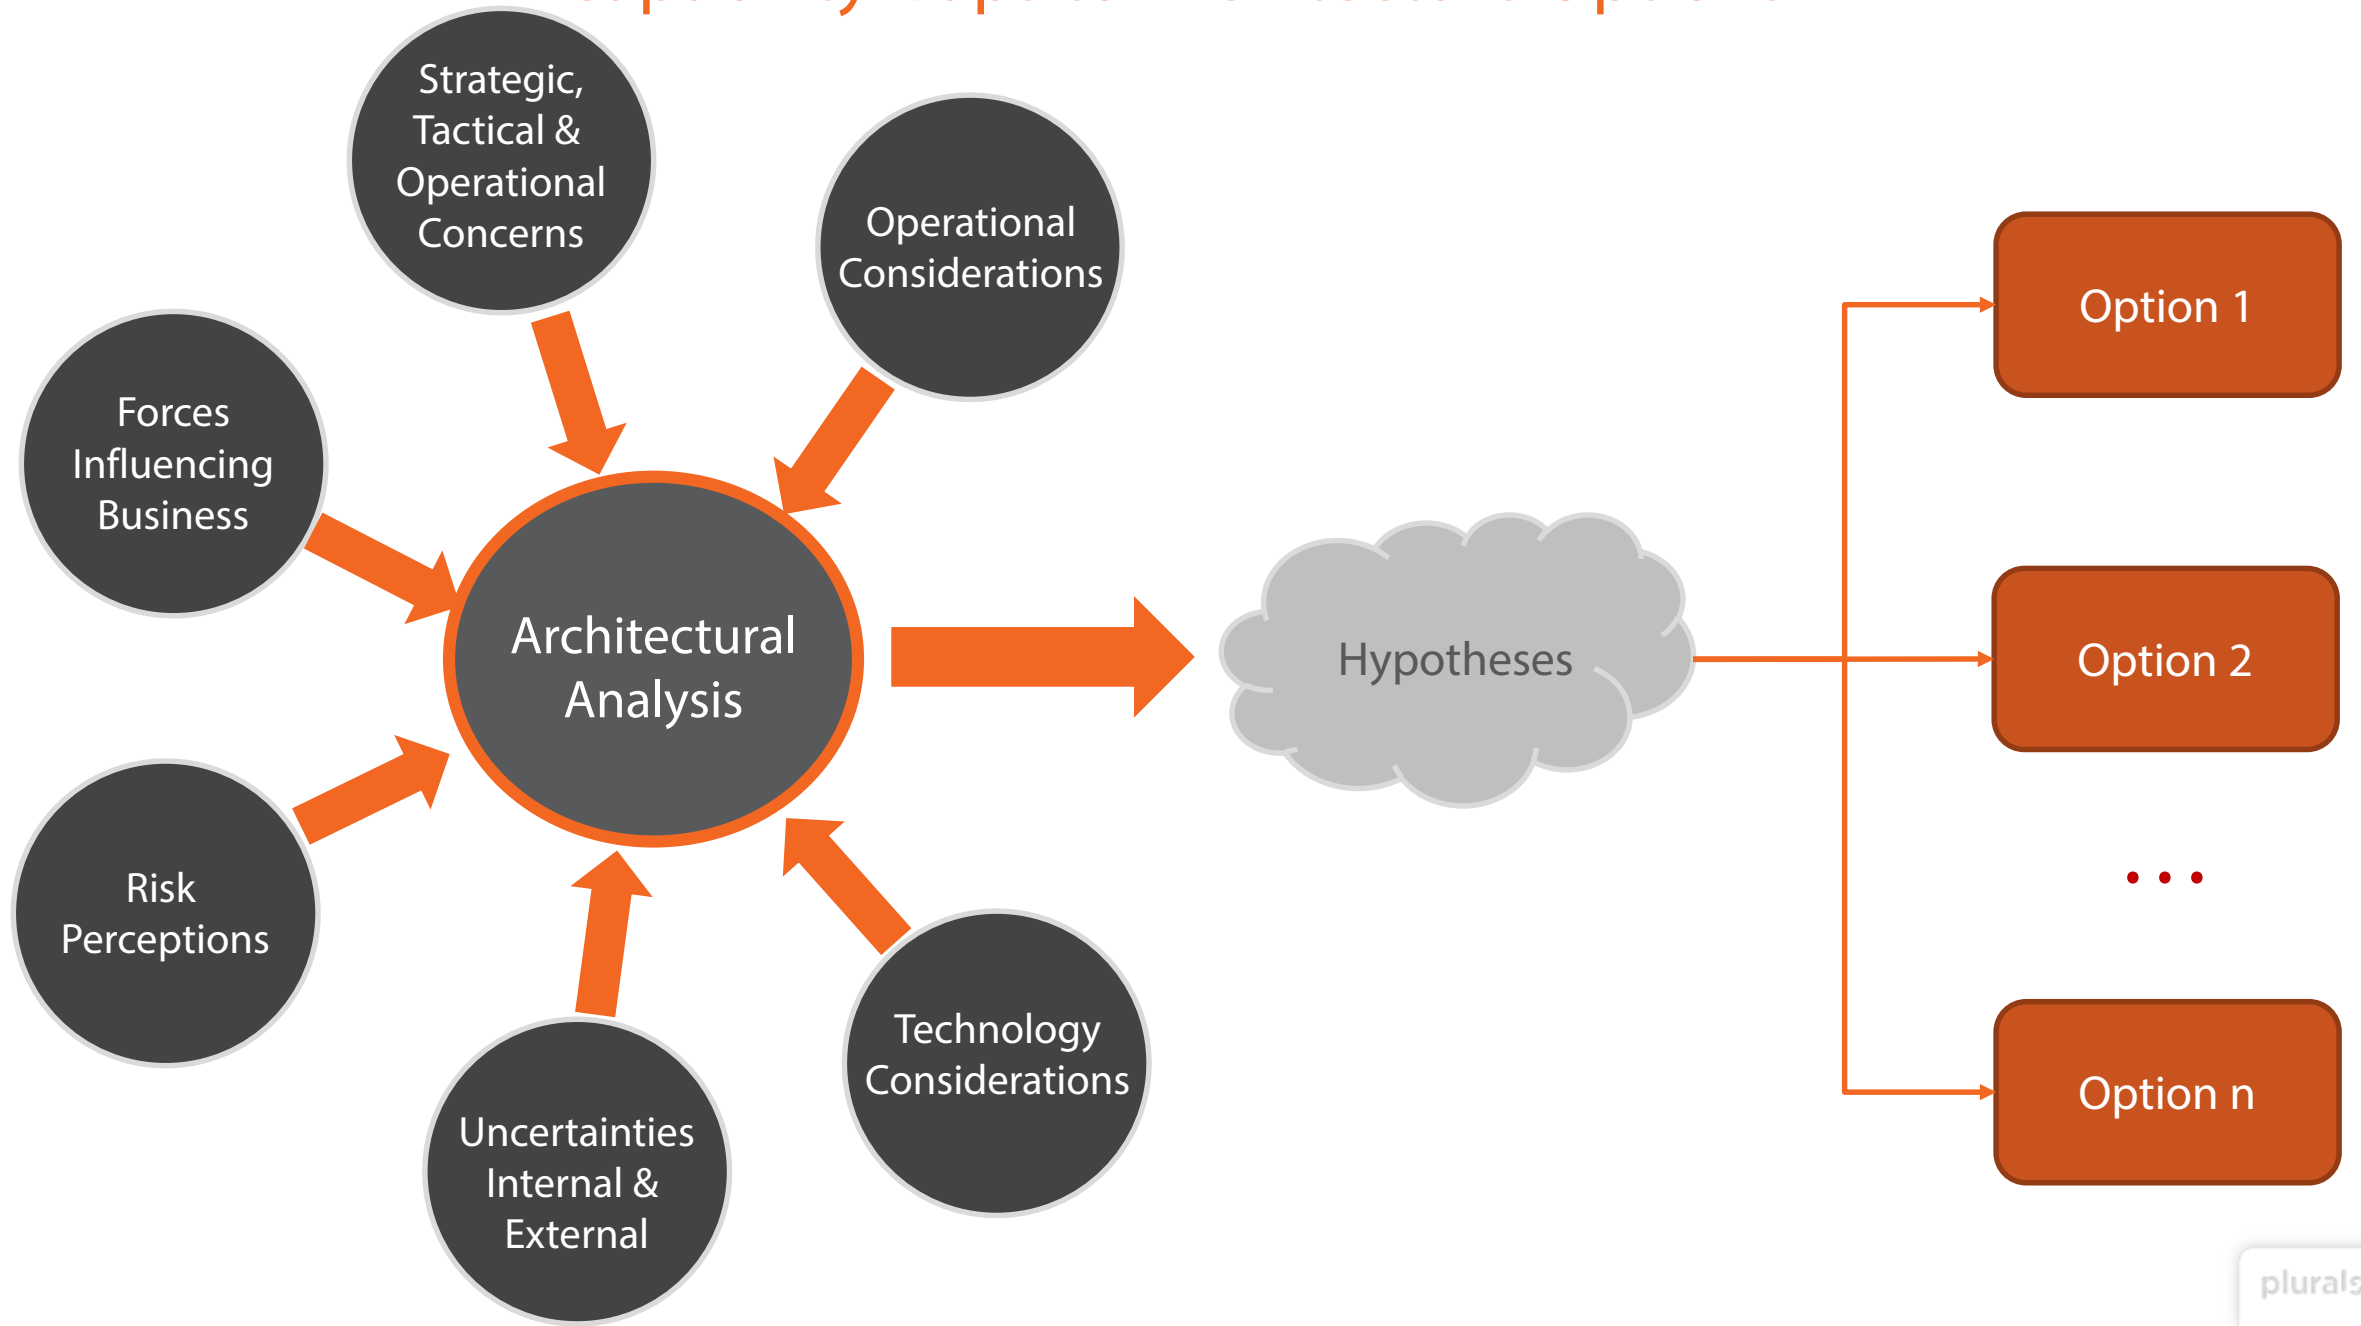 Strategic,
Tactical &
Operational
Concerns
Operational
Considerations
Forces
Influencing
Business
Architectural
Analysis
Risk
Perceptions
Uncertainties
Internal &
External
Technology
Considerations
Hypotheses
Option 1
Option 2
...
Option n